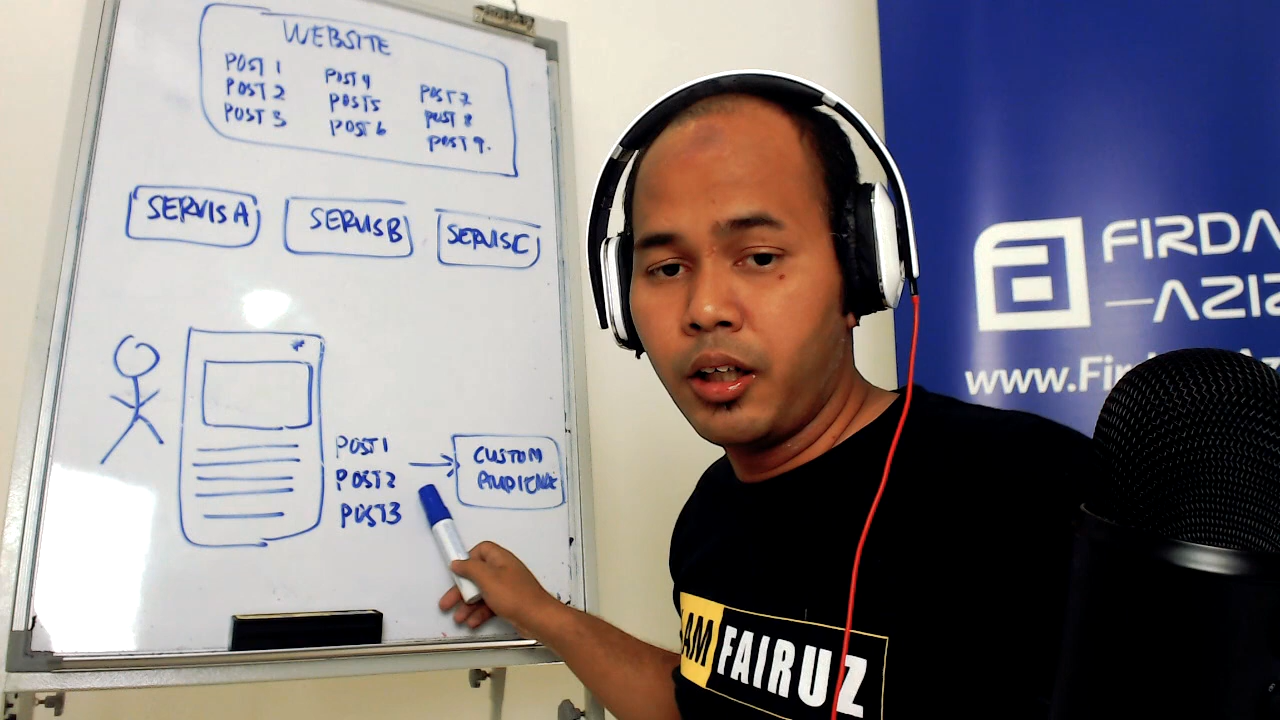 WEBSITE
POST 1
POST 2
POST 3
POST 4
POST 5
POST 6
POST 7
POST 8
POST 9.
SERVIS A
SERVIS B
SERVIS C
POST 1
POST 2
POST 3
CUSTOM
AUDIENCE
FIRDA
AZIZ
www.Fir
AM FAIRUZ